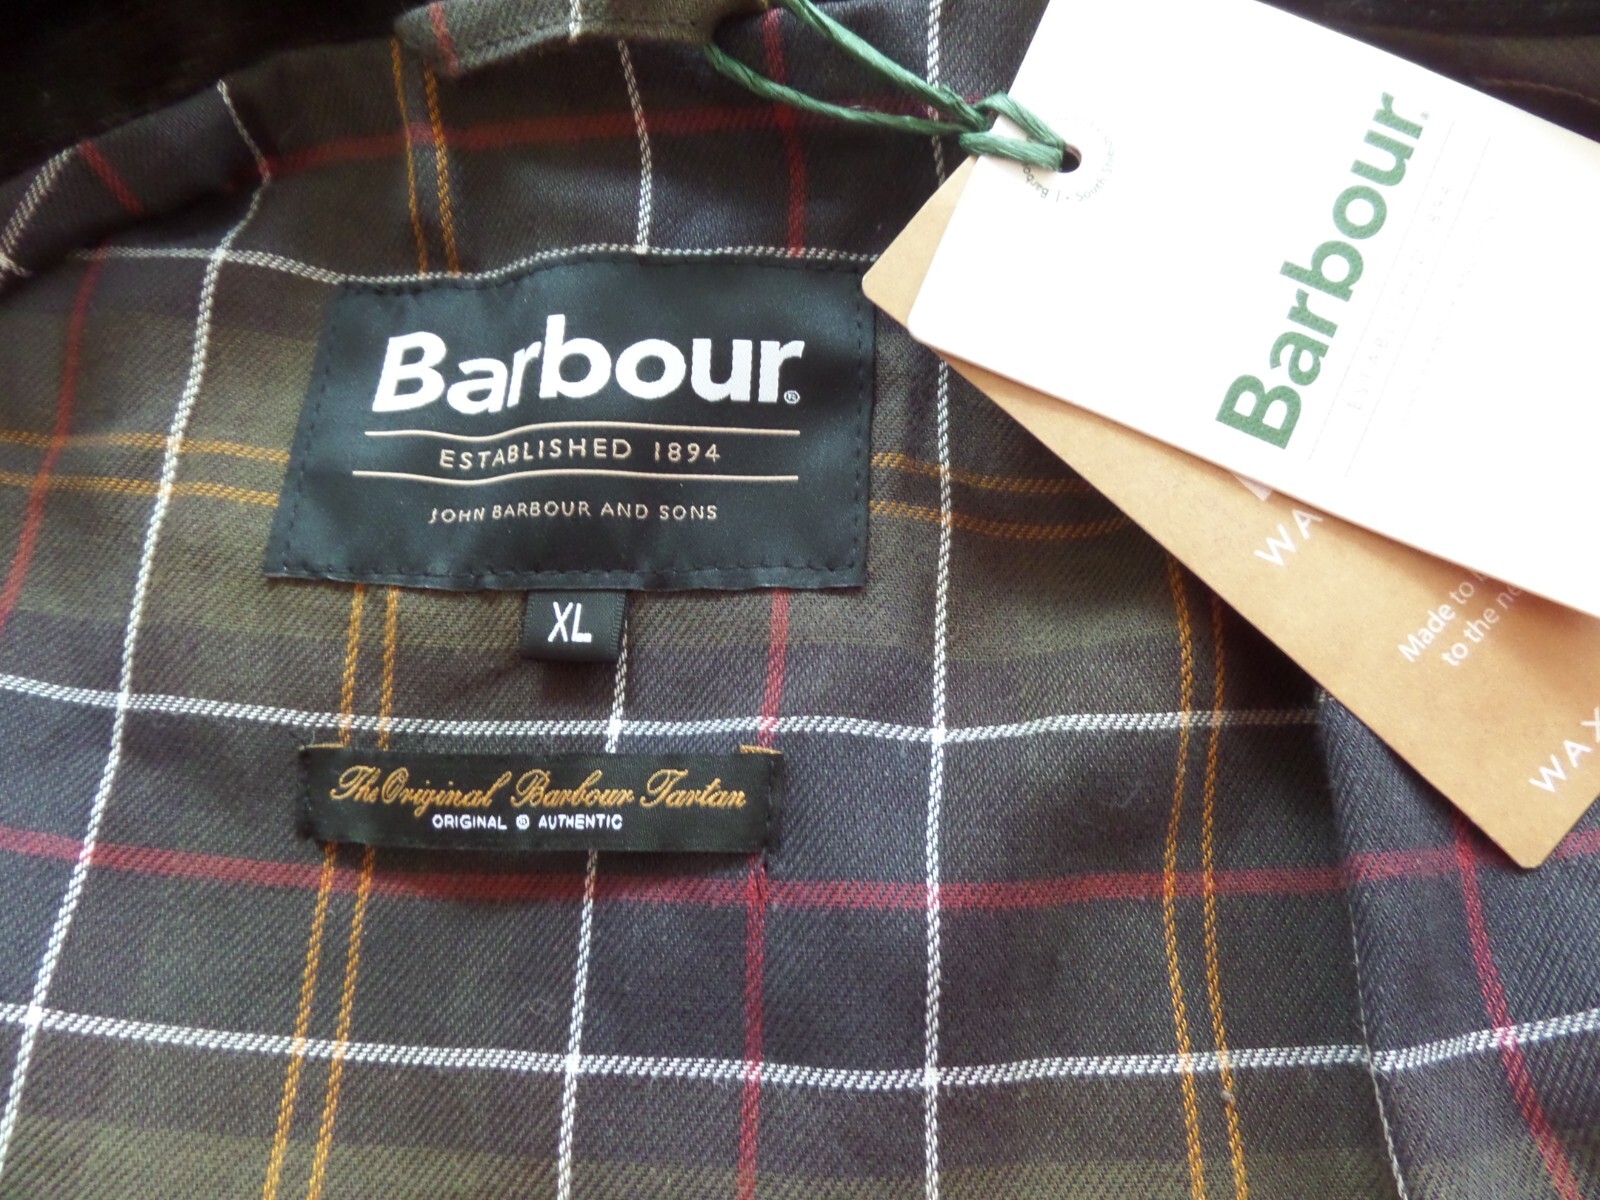 Barbour®
ESTABLISHED 1894
JOHN BARBOUR AND SONS
XL
The Original Barbour Tartan
ORIGINAL ® AUTHENTIC
Barbour®
WA
Made to
to the
WAX